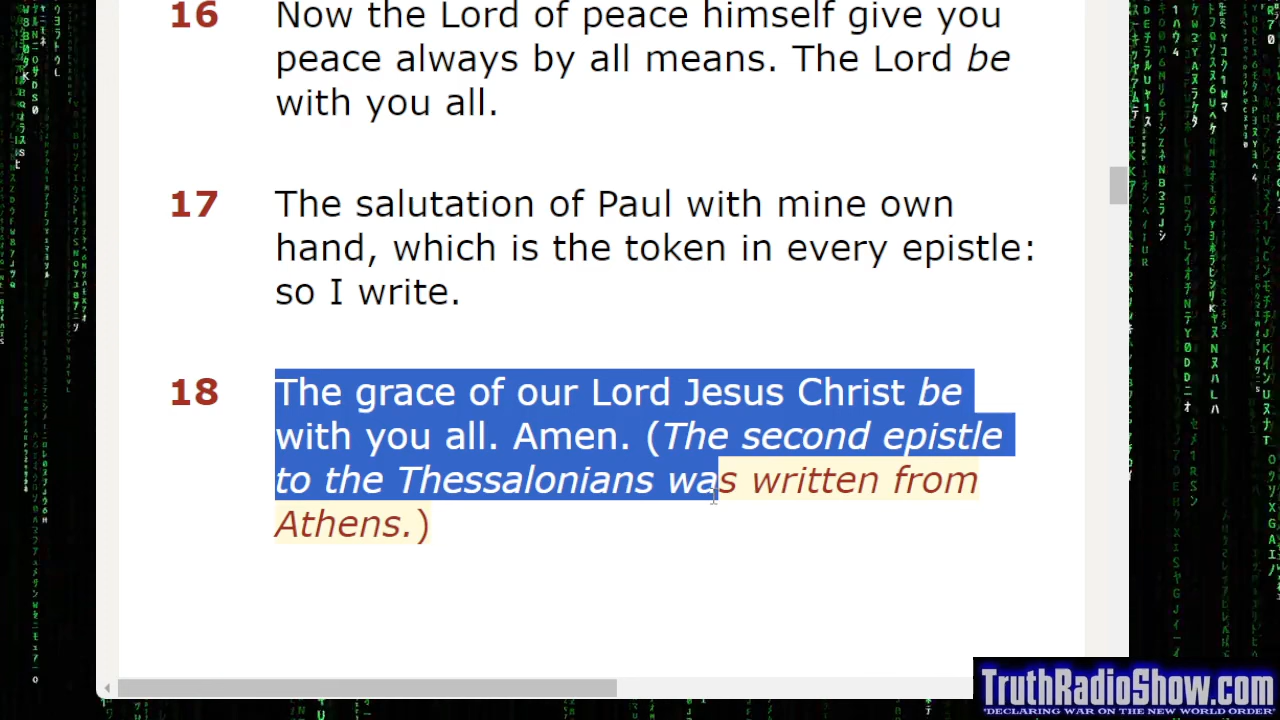 16 Now the Lord of peace himself give you
peace always by all means. The Lord be
with you all.
17 The salutation of Paul with mine own
hand, which is the token in every epistle:
so I write.
18 The grace of our Lord Jesus Christ be
with you all. Amen. (The second epistle
to the Thessalonians was written from
Athens.)
TruthRadioShow.com
"DECLARING WAR ON THE NEW WORLD ORDER"